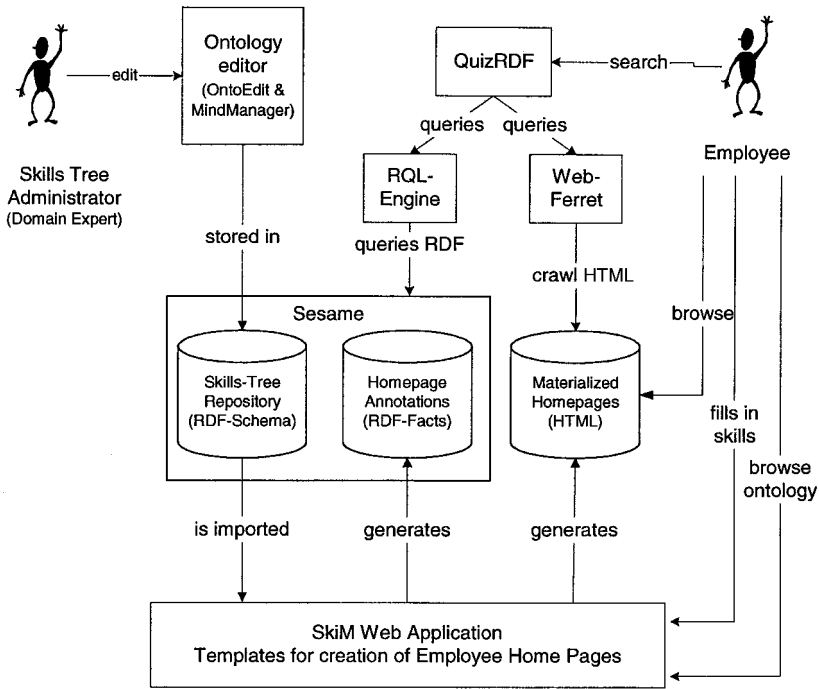 Ontology
editor
(OntoEdit &
MindManager)
edit
Skills Tree
Administrator
(Domain Expert)
QuizRDF
search
Employee
queries
queries
RQL-
Engine
Web-
Ferret
stored in
queries RDF
crawl HTML
browse
Sesame
Skills-Tree
Repository
(RDF-Schema)
Homepage
Annotations
(RDF-Facts)
Materialized
Homepages
(HTML)
fills in
skills
browse
ontology
is imported
generates
generates
SkiM Web Application
Templates for creation of Employee Home Pages